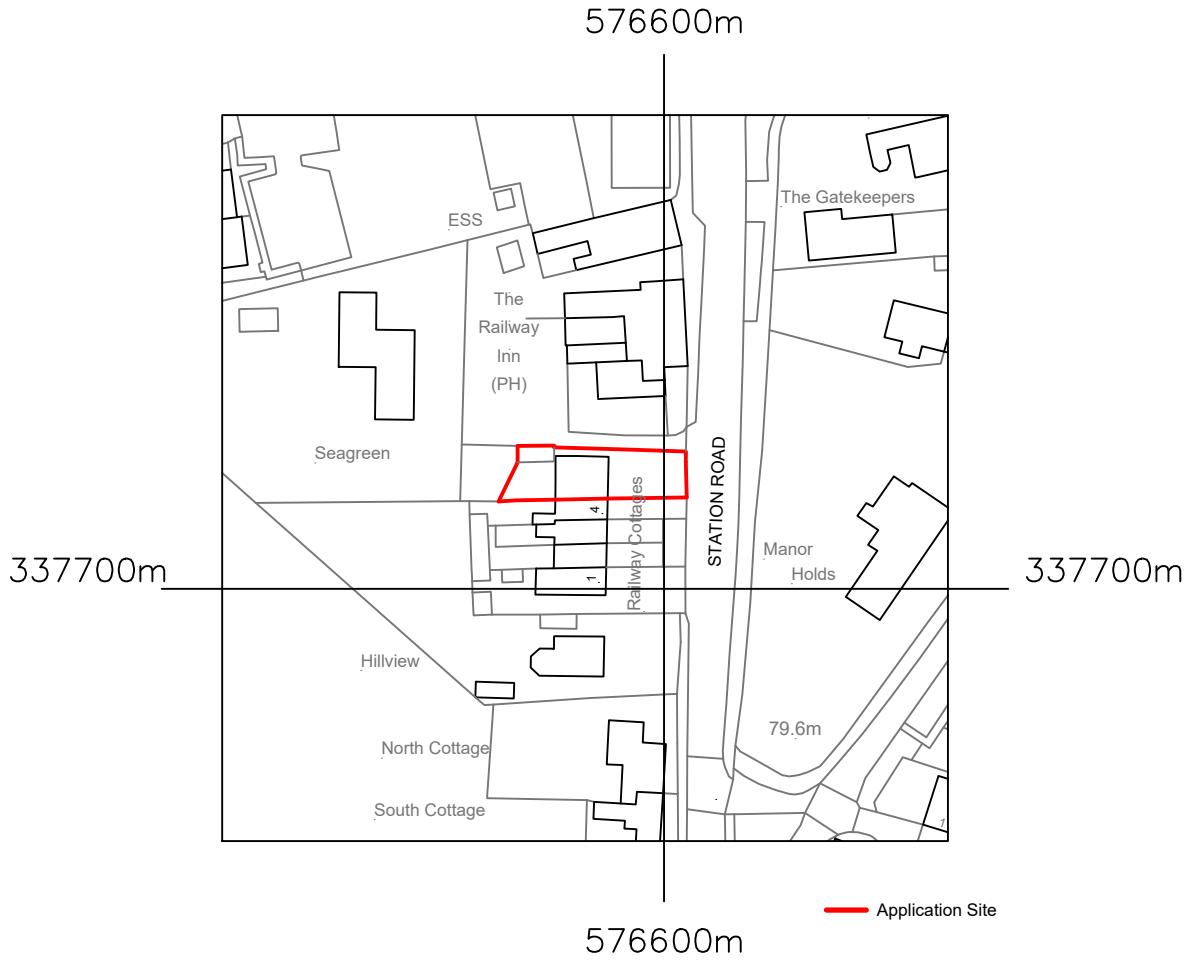 576600m
The Gatekeepers
ESS
The
Railway
Inn
(PH)
Seagreen
STATION ROAD
Railway Cottages
4
1
Manor
Holds
337700m
337700m
Hillview
79.6m
North Cottage
South Cottage
1
Application Site
576600m